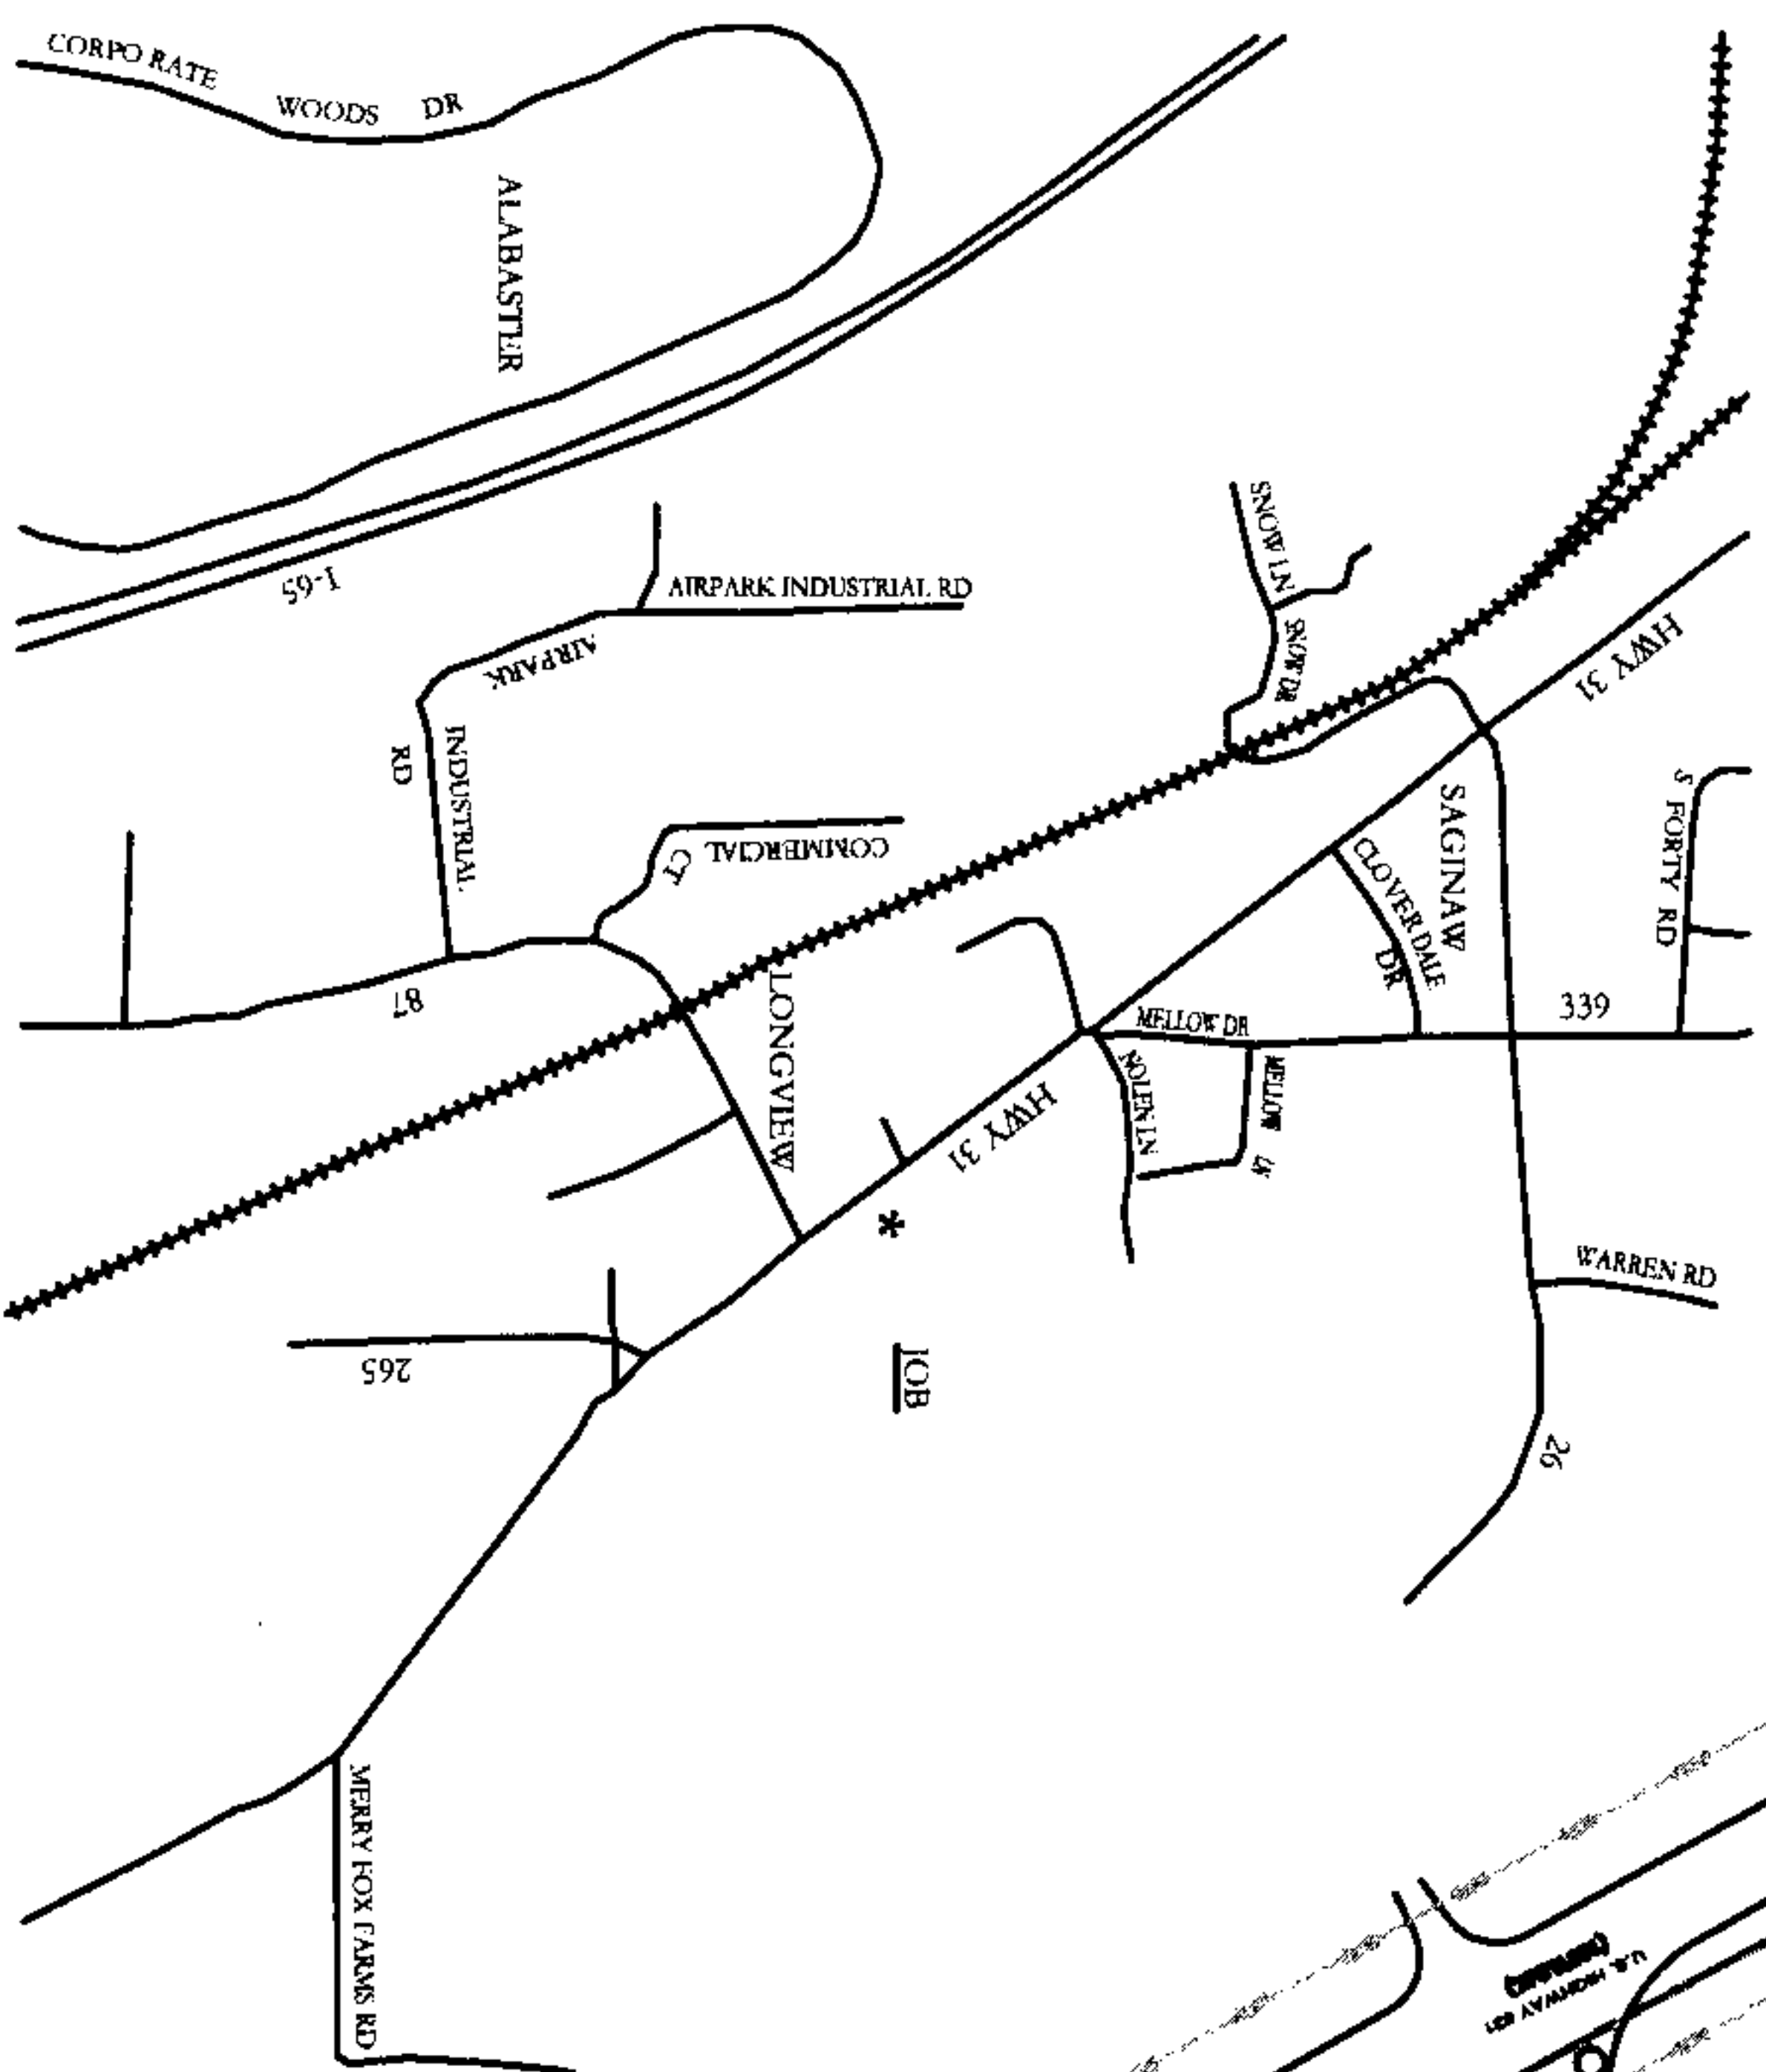 CORPO RATE
WOODS DR
ALABASTER
I-65
AIRPARK INDUSTRIAL RD
AIRPARK
INDUSTRIAL
RD
SNOW LN
SNOW DR
HWY 31
SAGINAW
S FORTY RD
CLOVER DALE
DR
COMMERCIAL
CT
87
LONGVIEW
339
MELLOW DR
NOLEN LN
MELLOW LN
HWY 31
*
WARREN RD
265
JOB
26
MERRY FOX FARMS RD
U.S. HIGHWAY #31